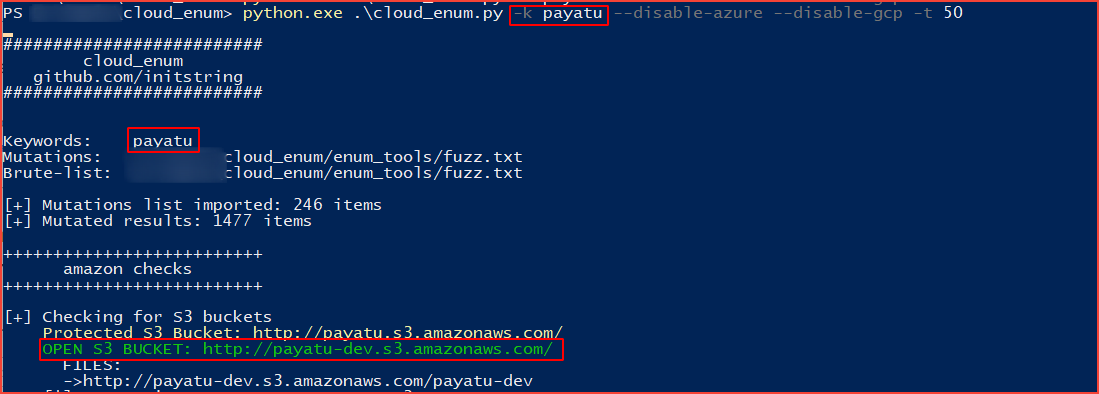 PS \cloud_enum> python.exe .\cloud_enum.py -k payatu --disable-azure --disable-gcp -t 50
##########################
cloud_enum
github.com/initstring
##########################
Keywords: payatu
Mutations: cloud_enum/enum_tools/fuzz.txt
Brute-list: cloud_enum/enum_tools/fuzz.txt
[+] Mutations list imported: 246 items
[+] Mutated results: 1477 items
++++++++++++++++++++++++++
amazon checks
++++++++++++++++++++++++++
[+] Checking for S3 buckets
Protected S3 Bucket: http://payatu.s3.amazonaws.com/
OPEN S3 BUCKET: http://payatu-dev.s3.amazonaws.com/
FILES:
->http://payatu-dev.s3.amazonaws.com/payatu-dev